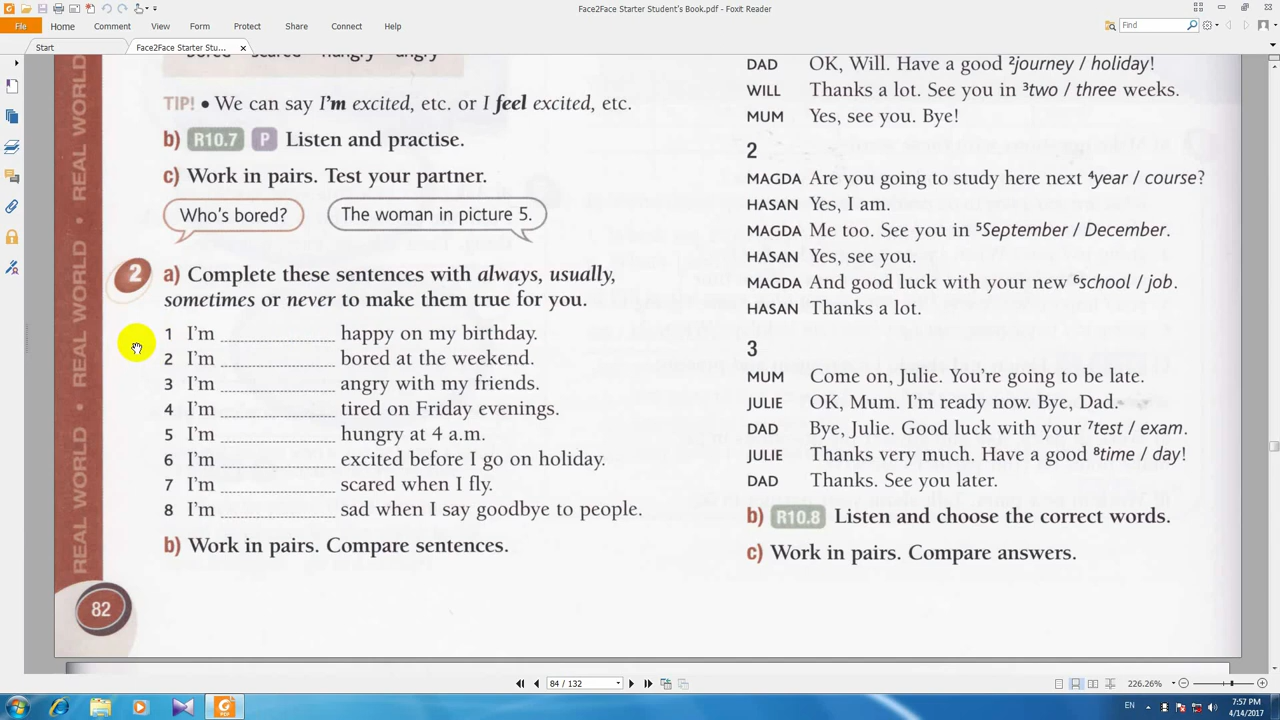 Face2Face Starter Student's Book.pdf - Foxit Reader
File Home Comment View Form Protect Share Connect Help
Find
Start Face2Face Starter Stu...
TIP! • We can say I'm excited, etc. or I feel excited, etc.
b) R10.7 P Listen and practise.
c) Work in pairs. Test your partner.
Who's bored? The woman in picture 5.
2 a) Complete these sentences with always, usually,
sometimes or never to make them true for you.
1 I'm happy on my birthday.
2 I'm bored at the weekend.
3 I'm angry with my friends.
4 I'm tired on Friday evenings.
5 I'm hungry at 4 a.m.
6 I'm excited before I go on holiday.
7 I'm scared when I fly.
8 I'm sad when I say goodbye to people.
b) Work in pairs. Compare sentences.
82
REAL WORLD • REAL WORLD • REAL WORLD
DAD OK, Will. Have a good ²journey / holiday!
WILL Thanks a lot. See you in ³two / three weeks.
MUM Yes, see you. Bye!
2
MAGDA Are you going to study here next ⁴year / course?
HASAN Yes, I am.
MAGDA Me too. See you in ⁵September / December.
HASAN Yes, see you.
MAGDA And good luck with your new ⁶school / job.
HASAN Thanks a lot.
3
MUM Come on, Julie. You're going to be late.
JULIE OK, Mum. I'm ready now. Bye, Dad.
DAD Bye, Julie. Good luck with your ⁷test / exam.
JULIE Thanks very much. Have a good ⁸time / day!
DAD Thanks. See you later.
b) R10.8 Listen and choose the correct words.
c) Work in pairs. Compare answers.
84 / 132
226.26%
EN
7:57 PM
4/14/2017